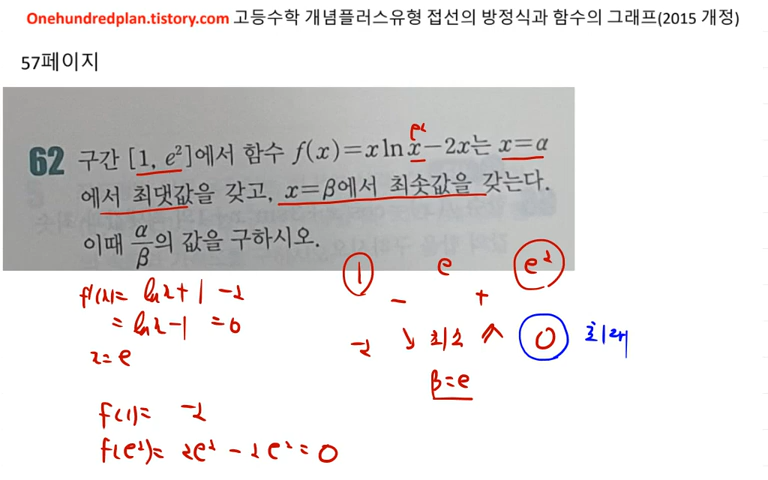 Onehundredplan.tistory.com 고등수학 개념플러스유형 접선의 방정식과 함수의 그래프(2015 개정)
57페이지
e²
62 구간 [1, e²]에서 함수 f(x)=x ln x-2x는 x=α
에서 최댓값을 갖고, x=β에서 최솟값을 갖는다.
이때 α/β의 값을 구하시오.
f'(x)= ln x+1 -2
= ln x-1 =0
x=e
1 e e²
- +
-2 ↘ 최소 ↗ 0 최대
β=e
f(1)= -2
f(e²)= 2e² - 2e² = 0